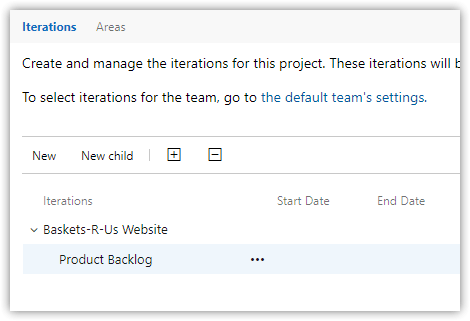 Iterations Areas
Create and manage the iterations for this project. These iterations will
To select iterations for the team, go to the default team's settings.
New New child
Iterations Start Date End Date
Baskets-R-Us Website
Product Backlog